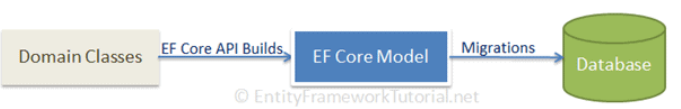 Domain Classes
EF Core API Builds
EF Core Model
Migrations
Database
© EntityFrameworkTutorial.net